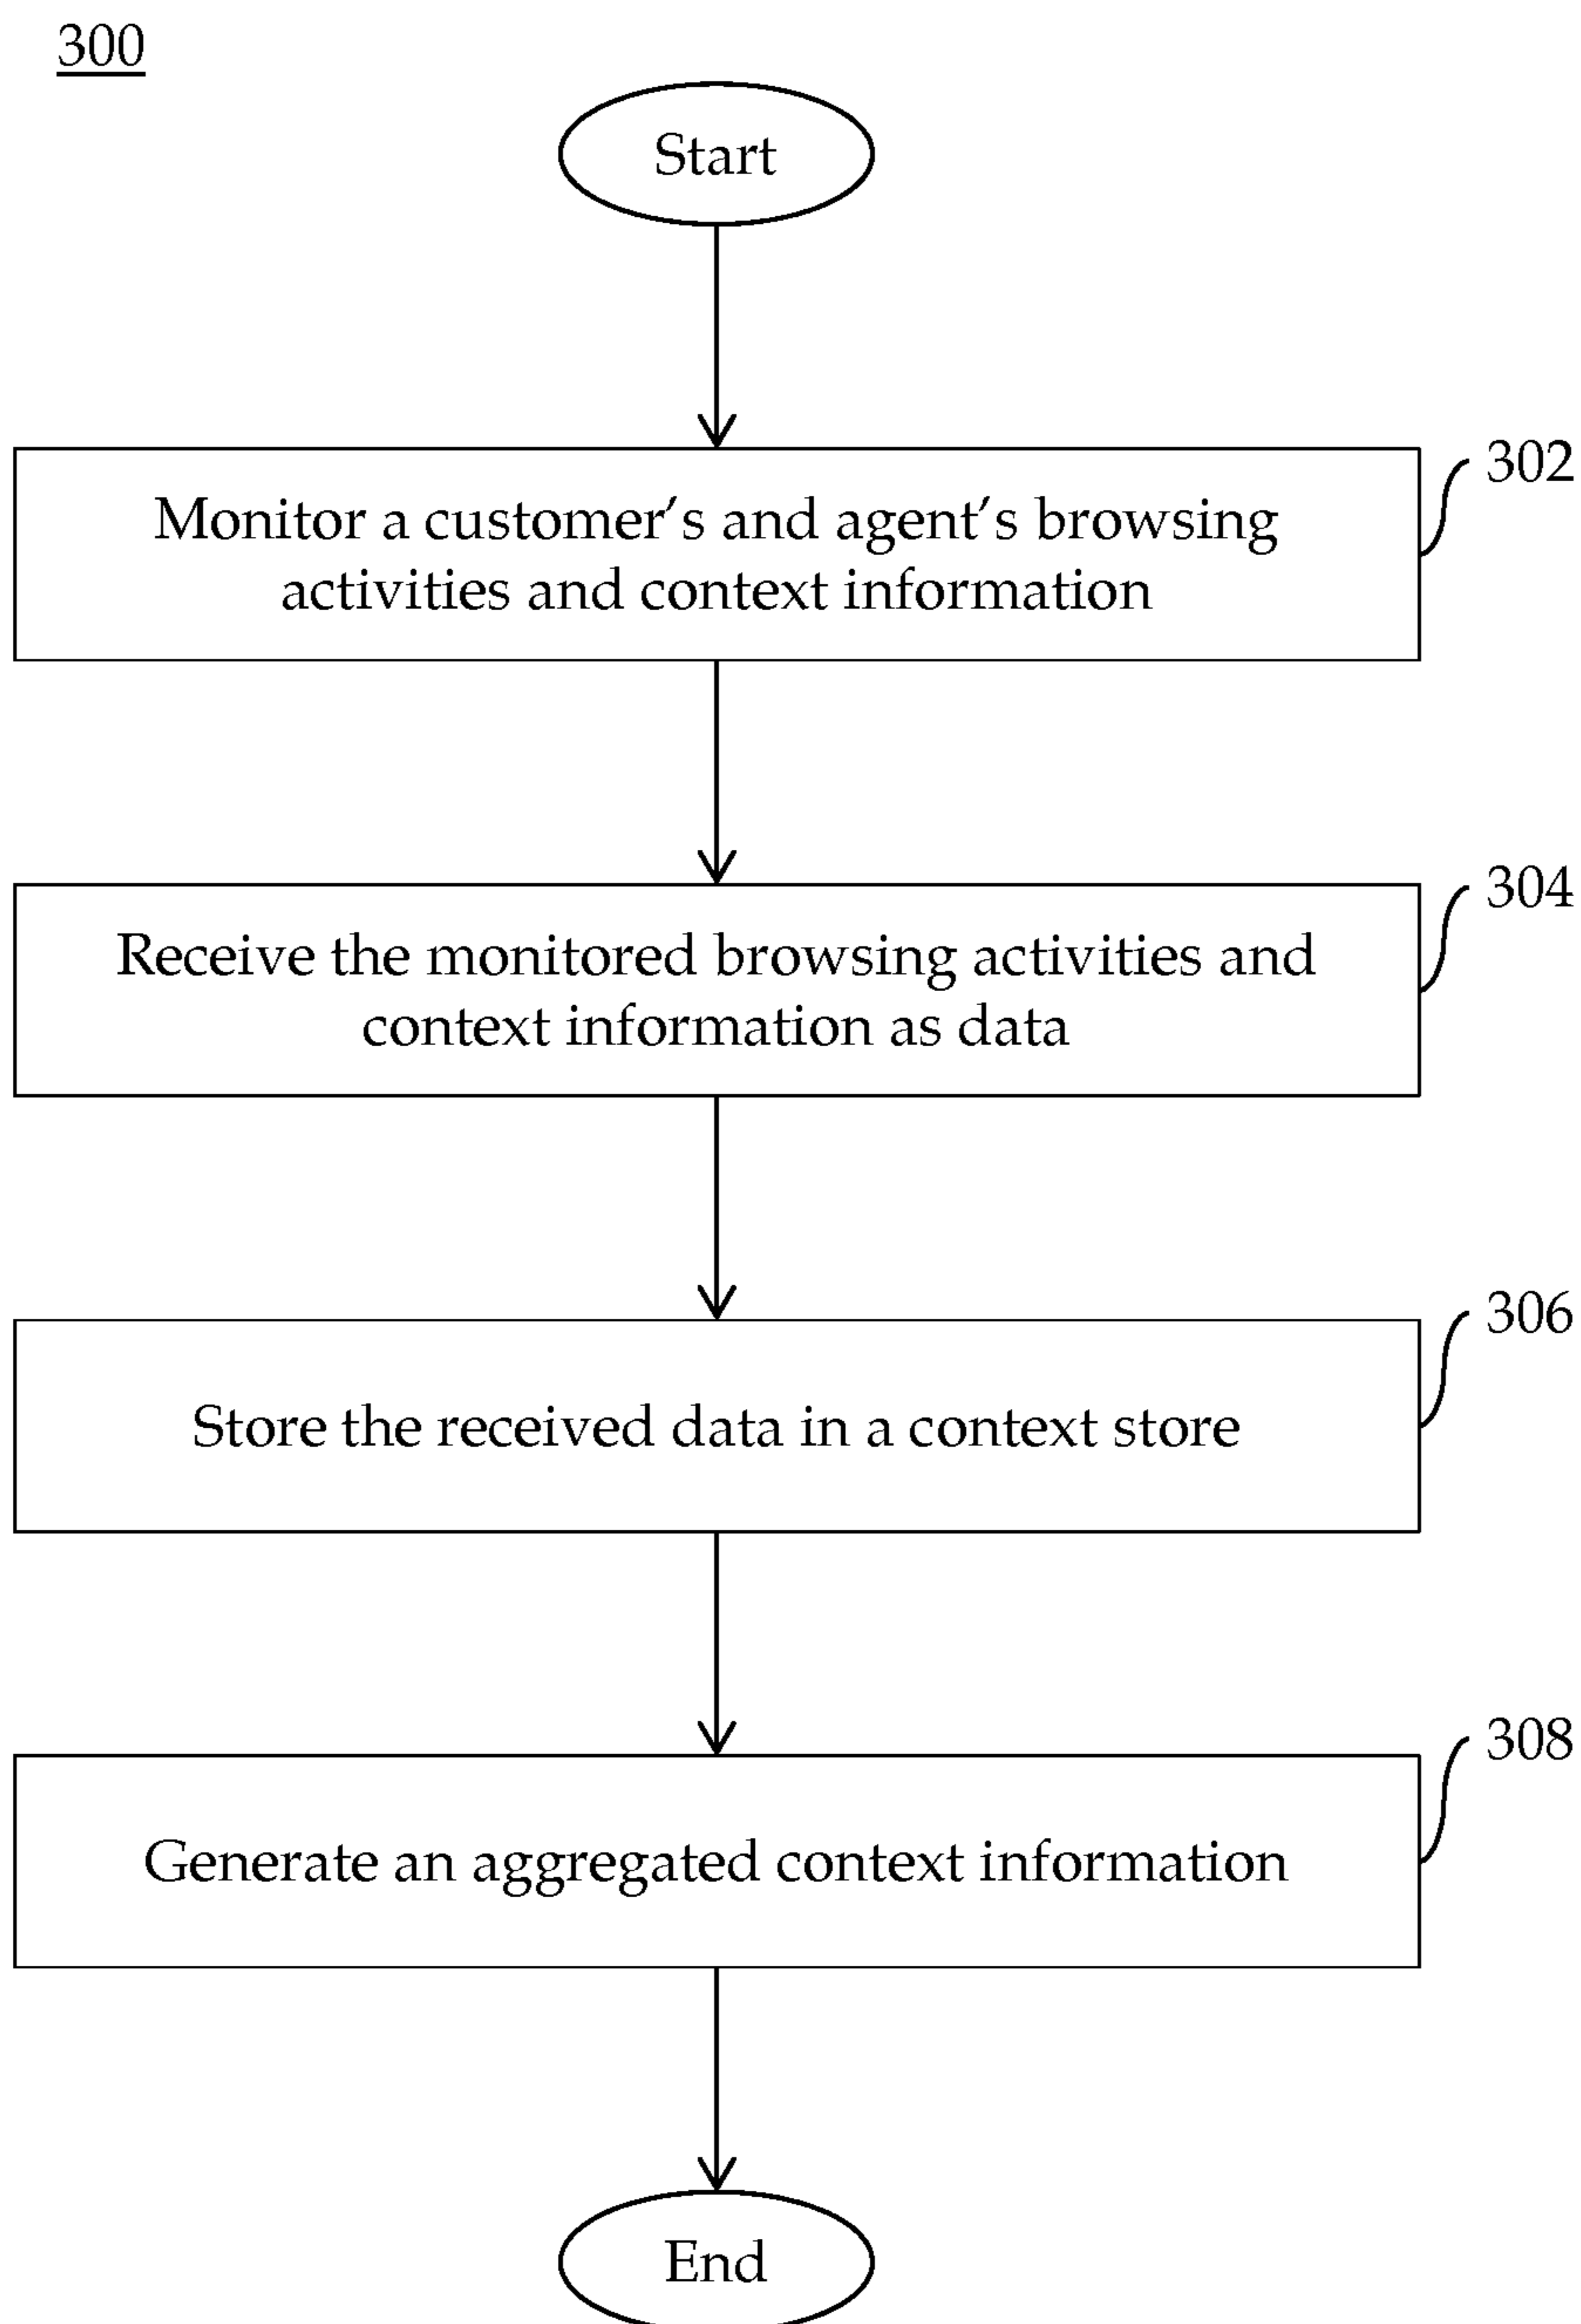 300
Start
302
Monitor a customer's and agent's browsing
activities and context information
304
Receive the monitored browsing activities and
context information as data
306
Store the received data in a context store
308
Generate an aggregated context information
End